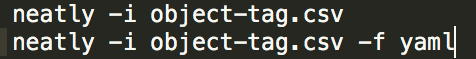 neatly -i object-tag.csv
neatly -i object-tag.csv -f yaml